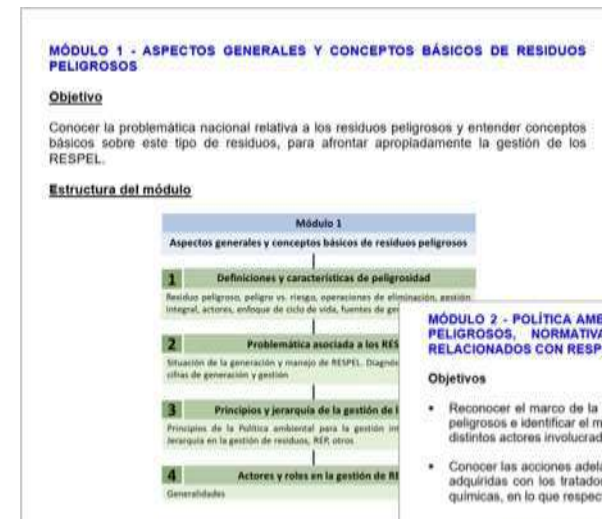 MÓDULO 1 - ASPECTOS GENERALES Y CONCEPTOS BÁSICOS DE RESIDUOS
PELIGROSOS
Objetivo
Conocer la problemática nacional relativa a los residuos peligrosos y entender conceptos
básicos sobre este tipo de residuos, para afrontar apropiadamente la gestión de los
RESPEL.
Estructura del módulo
Módulo 1
Aspectos generales y conceptos básicos de residuos peligrosos
1 Definiciones y características de peligrosidad
Residuo peligroso, peligro vs. riesgo, operaciones de eliminación, gestión
integral, actores, enfoque de ciclo de vida, fuentes de ge
2 Problemática asociada a los RES
Situación de la generación y manejo de RESPEL. Diagnós
cifras de generación y gestión
3 Principios y jerarquía de la gestión de l
Principios de la Política ambiental para la gestión int
Jerarquía en la gestión de residuos, REP, otros
4 Actores y roles en la gestión de RE
Generalidades
MÓDULO 2 - POLÍTICA AMB
PELIGROSOS, NORMATIVA
RELACIONADOS CON RESP
Objetivos
• Reconocer el marco de la
peligrosos e identificar el m
distintos actores involucrad
• Conocer las acciones adela
adquiridas con los tratado
químicas, en lo que respec